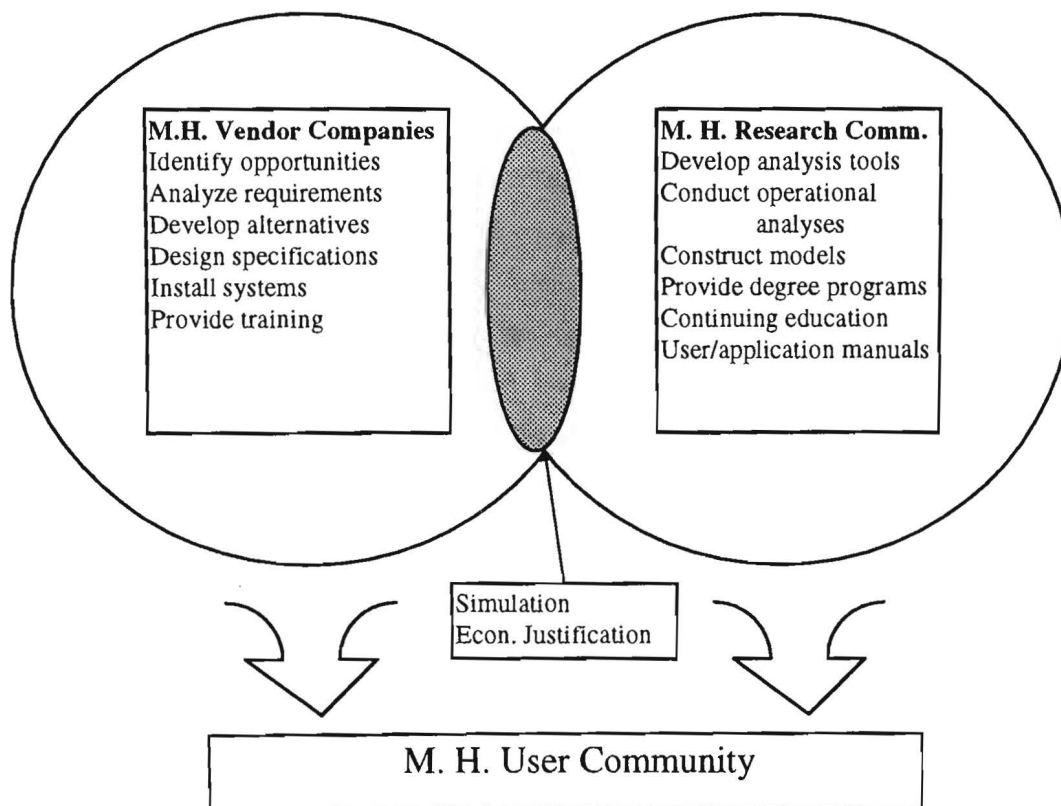 M.H. Vendor Companies
Identify opportunities
Analyze requirements
Develop alternatives
Design specifications
Install systems
Provide training
M. H. Research Comm.
Develop analysis tools
Conduct operational
analyses
Construct models
Provide degree programs
Continuing education
User/application manuals
Simulation
Econ. Justification
M. H. User Community